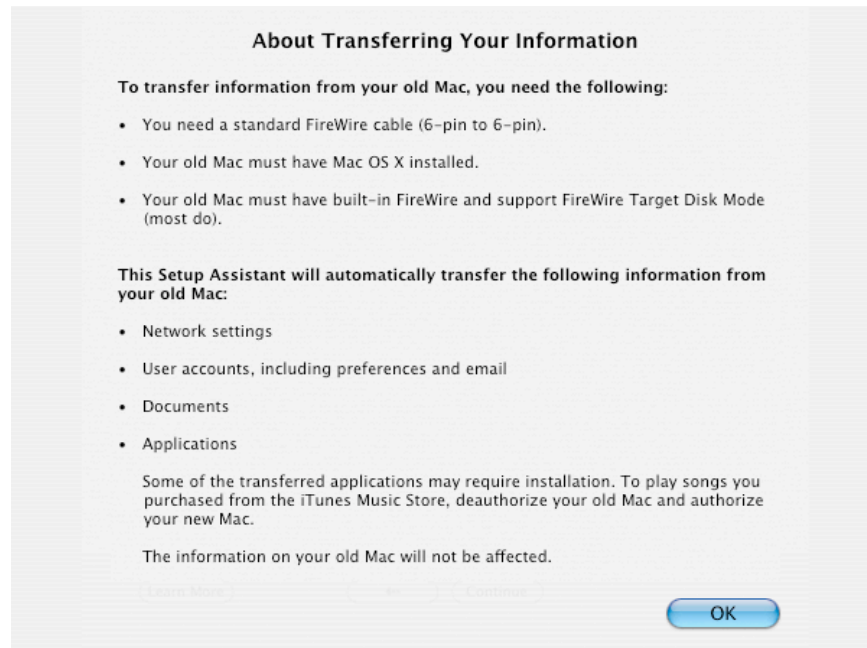 About Transferring Your Information
To transfer information from your old Mac, you need the following:
• You need a standard FireWire cable (6-pin to 6-pin).
• Your old Mac must have Mac OS X installed.
• Your old Mac must have built-in FireWire and support FireWire Target Disk Mode
(most do).
This Setup Assistant will automatically transfer the following information from
your old Mac:
• Network settings
• User accounts, including preferences and email
• Documents
• Applications
Some of the transferred applications may require installation. To play songs you
purchased from the iTunes Music Store, deauthorize your old Mac and authorize
your new Mac.
The information on your old Mac will not be affected.
Learn More Continue
OK